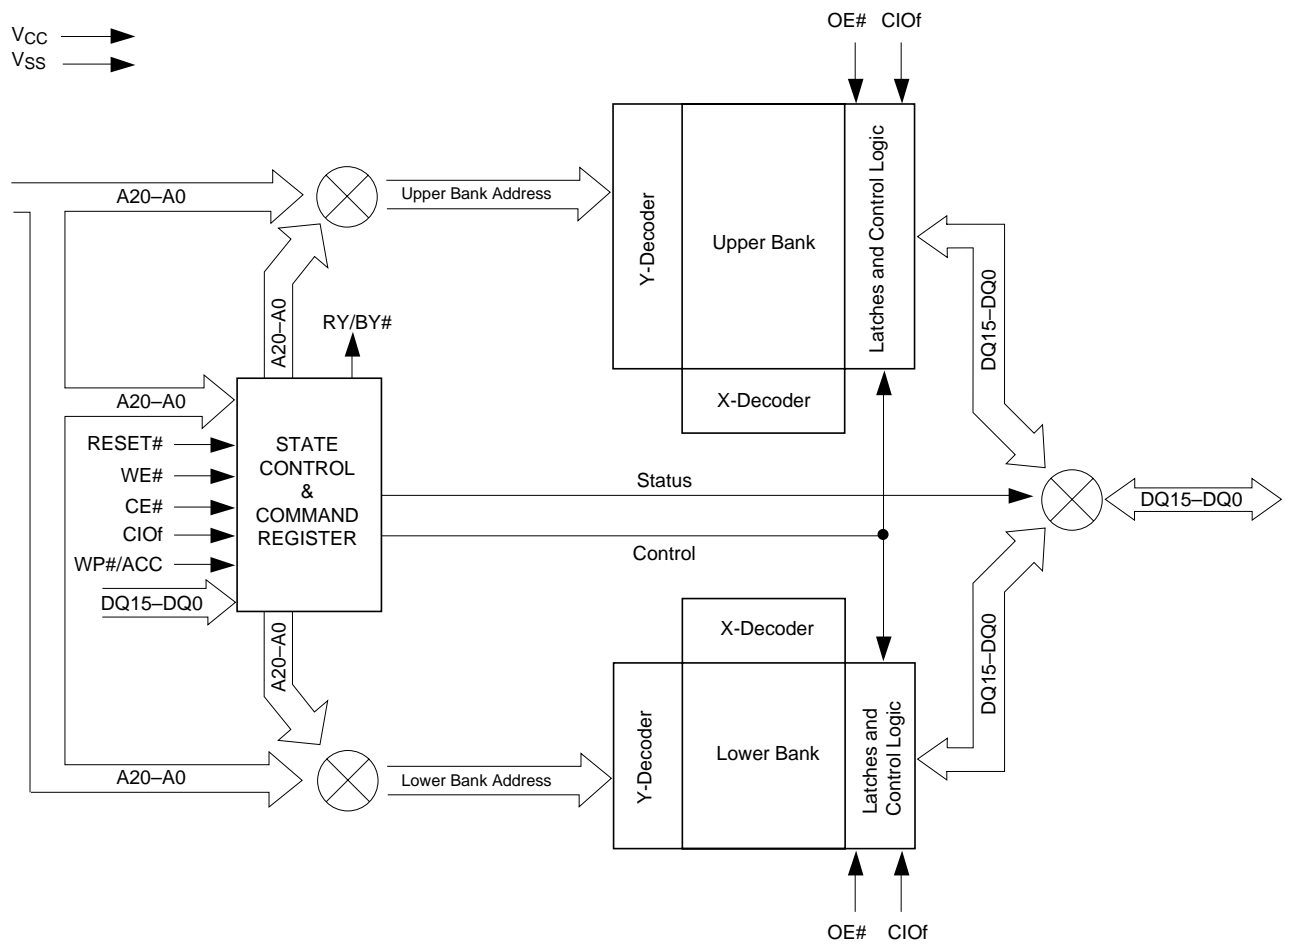 VCC
VSS
OE# CIOf
A20–A0
Upper Bank Address
Y-Decoder
Upper Bank
Latches and Control Logic
X-Decoder
DQ15–DQ0
A20–A0
RY/BY#
A20–A0
RESET#
WE#
CE#
CIOf
WP#/ACC
DQ15–DQ0
STATE
CONTROL
&
COMMAND
REGISTER
Status
Control
DQ15–DQ0
A20–A0
X-Decoder
Y-Decoder
Lower Bank
Latches and
Control Logic
DQ15–DQ0
A20–A0
Lower Bank Address
OE# CIOf